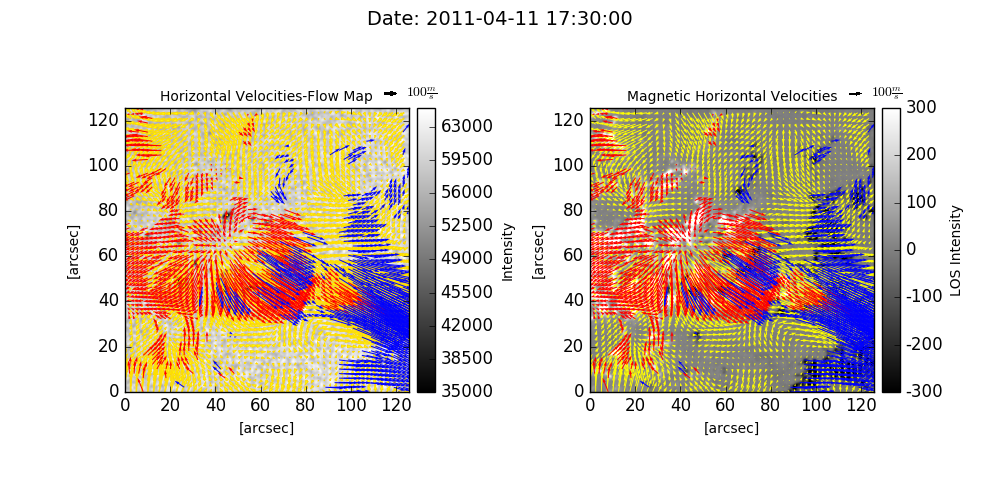 Date: 2011-04-11 17:30:00
Horizontal Velocities-Flow Map
100 m/s
120
100
80
60
40
20
0
0 20 40 60 80 100 120
[arcsec]
[arcsec]
63000
59500
56000
52500
49000
45500
42000
38500
35000
Intensity
Magnetic Horizontal Velocities
100 m/s
120
100
80
60
40
20
0
0 20 40 60 80 100 120
[arcsec]
[arcsec]
300
200
100
0
-100
-200
-300
LOS Intensity